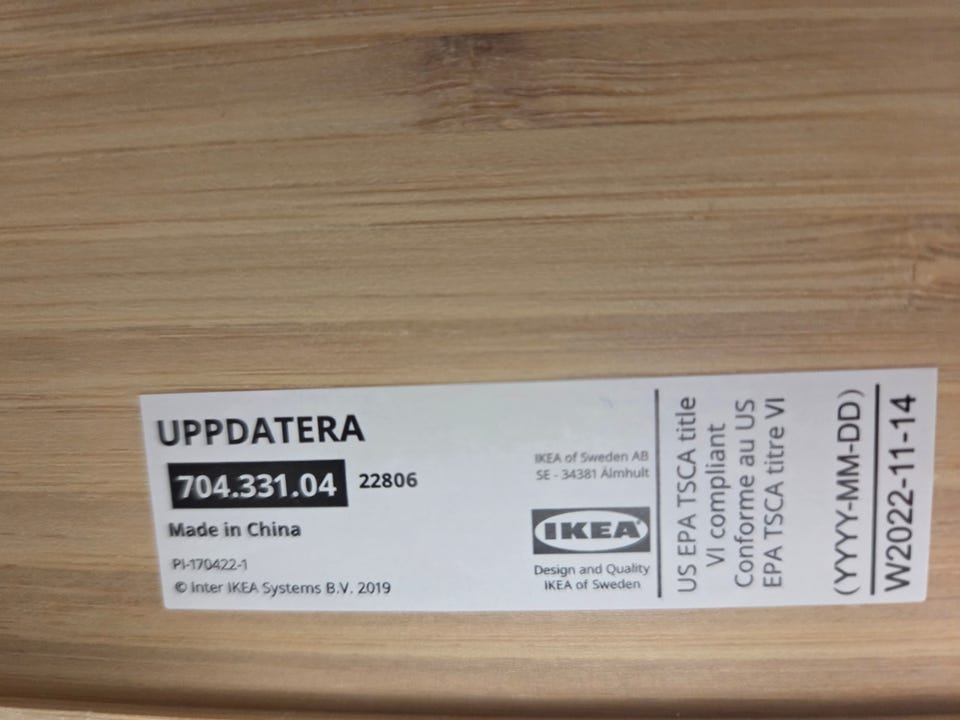 UPPDATERA
704.331.04 22806
Made in China
PI-170422-1
© Inter IKEA Systems B.V. 2019
IKEA of Sweden AB
SE - 34381 Älmhult
IKEA®
Design and Quality
IKEA of Sweden
US EPA TSCA title
VI compliant
Conforme au US
EPA TSCA titre VI
(YYYY-MM-DD)
W2022-11-14